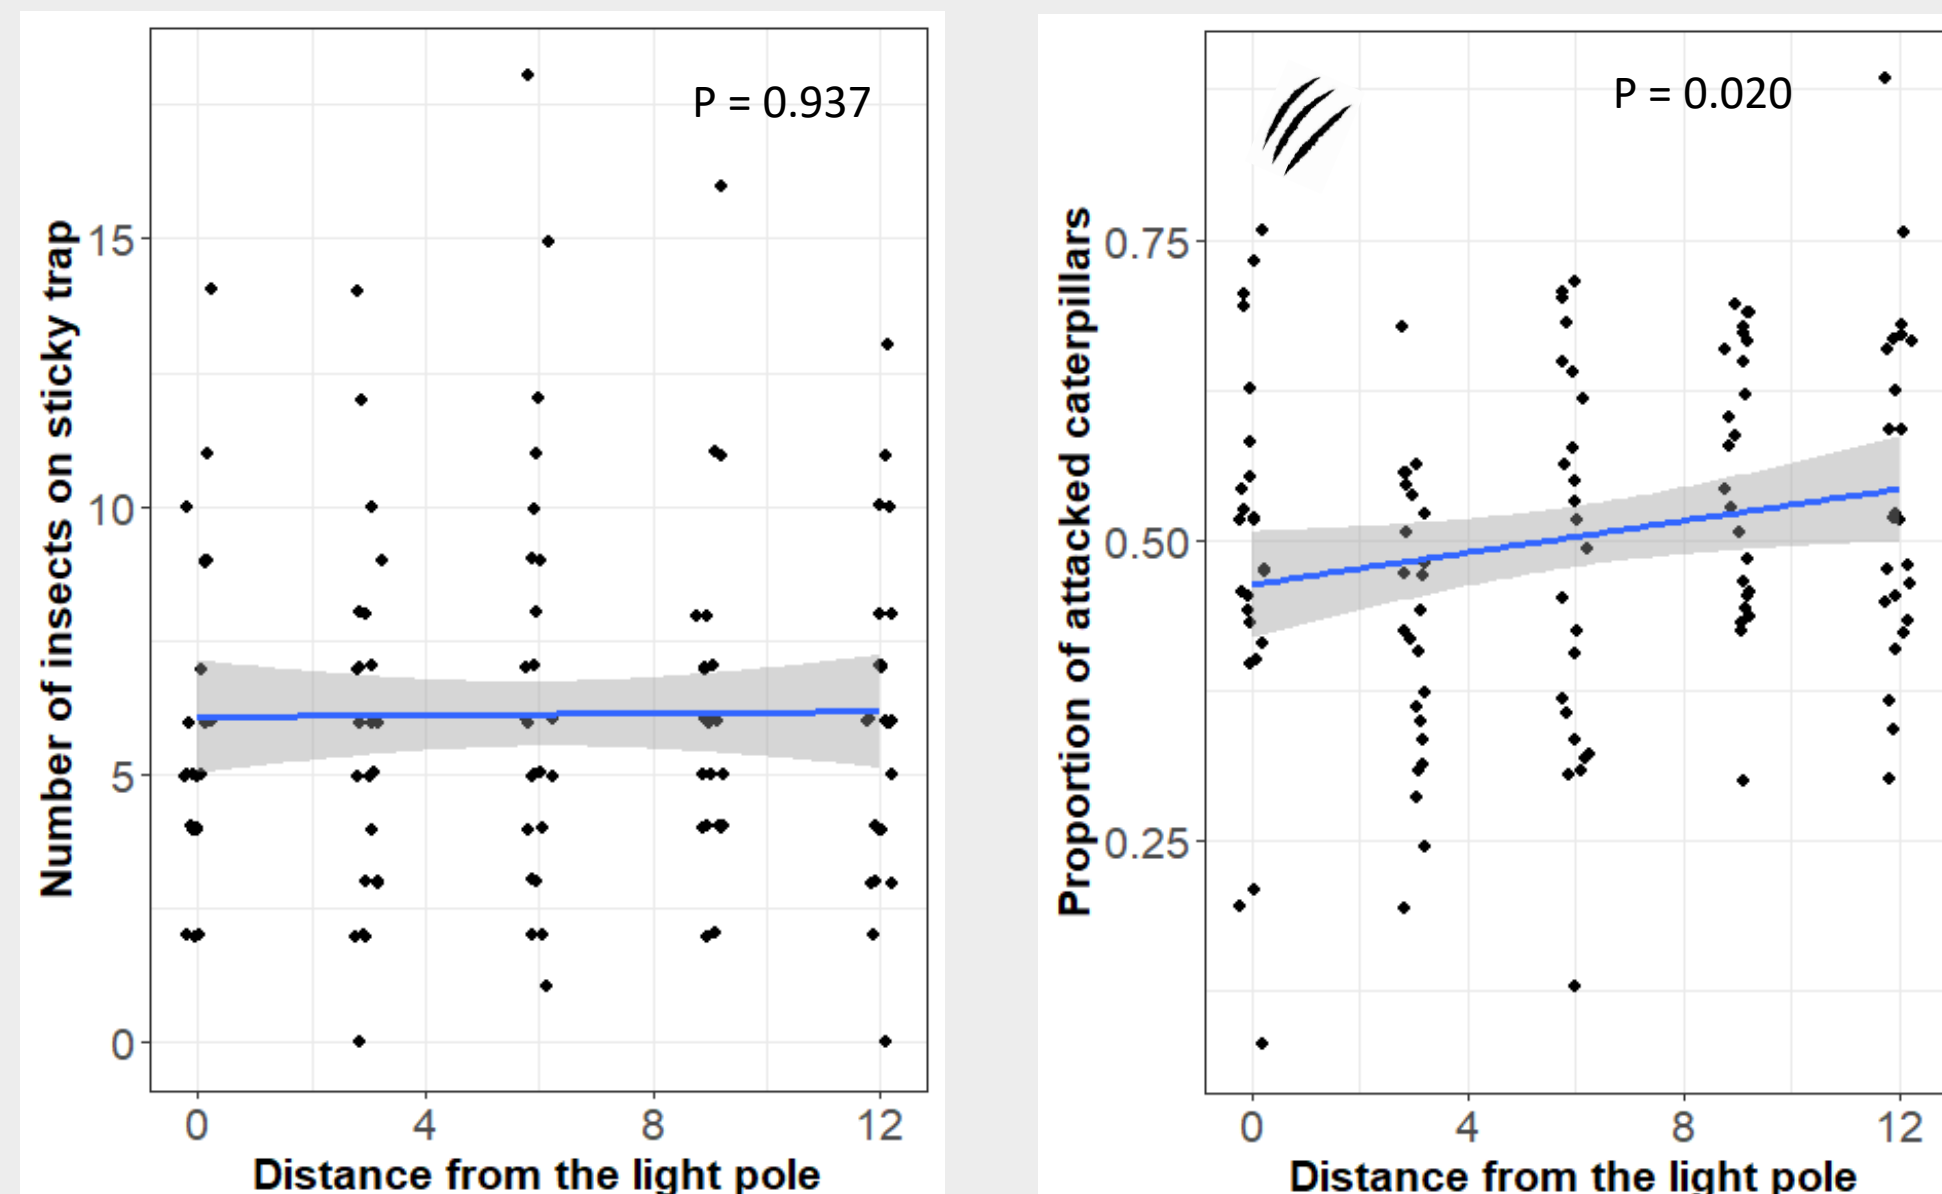 P = 0.937
Number of insects on sticky trap
15
10
5
0
0 4 8 12
Distance from the light pole
P = 0.020
Proportion of attacked caterpillars
0.75
0.50
0.25
0 4 8 12
Distance from the light pole